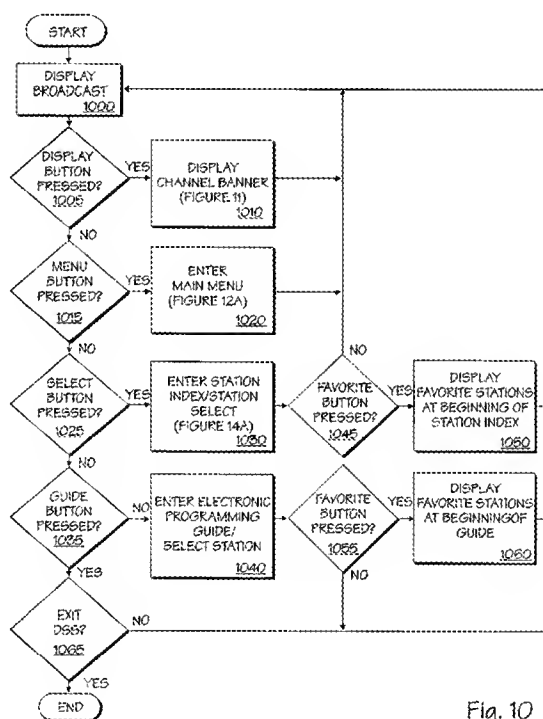 START
DISPLAY
BROADCAST
1000
DISPLAY
BUTTON
PRESSED?
1005
YES
DISPLAY
CHANNEL BANNER
(FIGURE 11)
1010
NO
MENU
BUTTON
PRESSED?
1015
YES
ENTER
MAIN MENU
(FIGURE 12A)
1020
NO
SELECT
BUTTON
PRESSED?
1025
YES
ENTER STATION
INDEX/STATION
SELECT
(FIGURE 14A)
1030
NO
FAVORITE
BUTTON
PRESSED?
1045
YES
DISPLAY
FAVORITE STATIONS
AT BEGINNING OF
STATION INDEX
1050
NO
GUIDE
BUTTON
PRESSED?
1035
NO
ENTER ELECTRONIC
PROGRAMMING
GUIDE/
SELECT STATION
1040
FAVORITE
BUTTON
PRESSED?
1055
YES
DISPLAY
FAVORITE STATIONS
AT BEGINNINGOF
GUIDE
1060
YES
NO
EXIT
DSS?
1065
NO
YES
END
Fig. 10